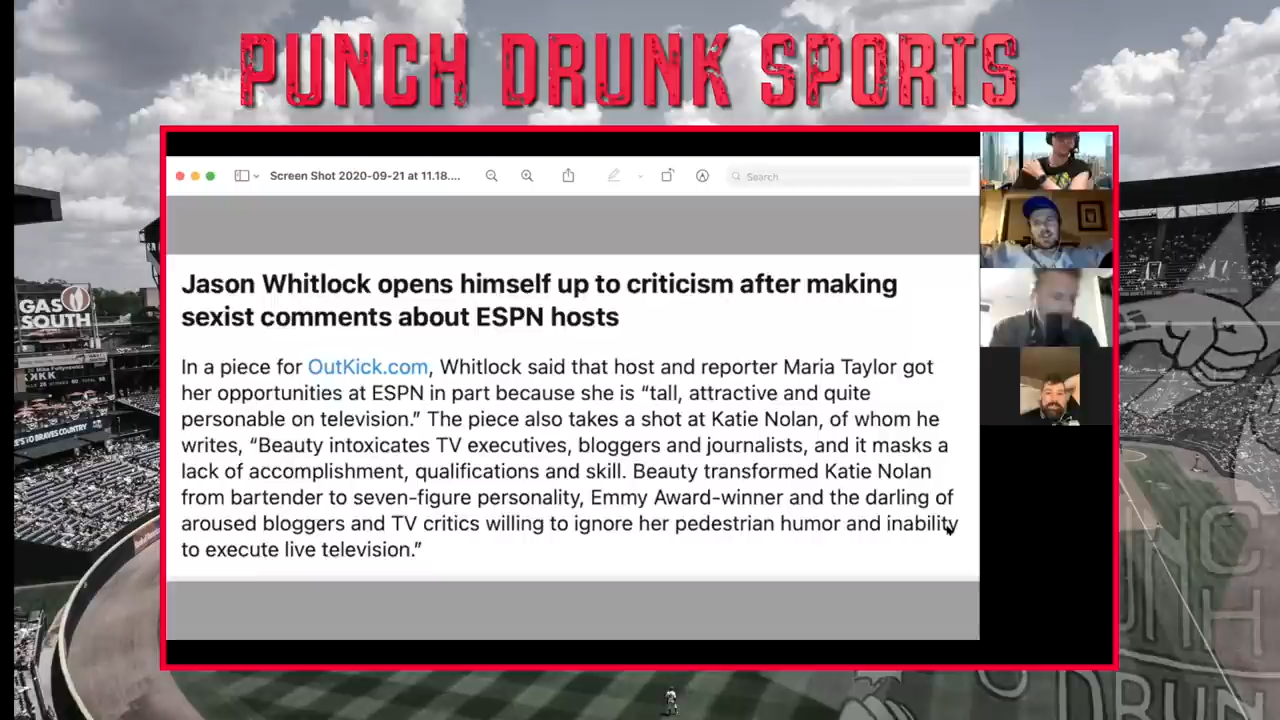 PUNCH DRUNK SPORTS
Screen Shot 2020-09-21 at 11.18....
Search
Jason Whitlock opens himself up to criticism after making
sexist comments about ESPN hosts
In a piece for OutKick.com, Whitlock said that host and reporter Maria Taylor got
her opportunities at ESPN in part because she is “tall, attractive and quite
personable on television.” The piece also takes a shot at Katie Nolan, of whom he
writes, “Beauty intoxicates TV executives, bloggers and journalists, and it masks a
lack of accomplishment, qualifications and skill. Beauty transformed Katie Nolan
from bartender to seven-figure personality, Emmy Award-winner and the darling of
aroused bloggers and TV critics willing to ignore her pedestrian humor and inability
to execute live television.”
GAS
SOUTH
KKK
BRAVES COUNTRY
NC
H
DRUN